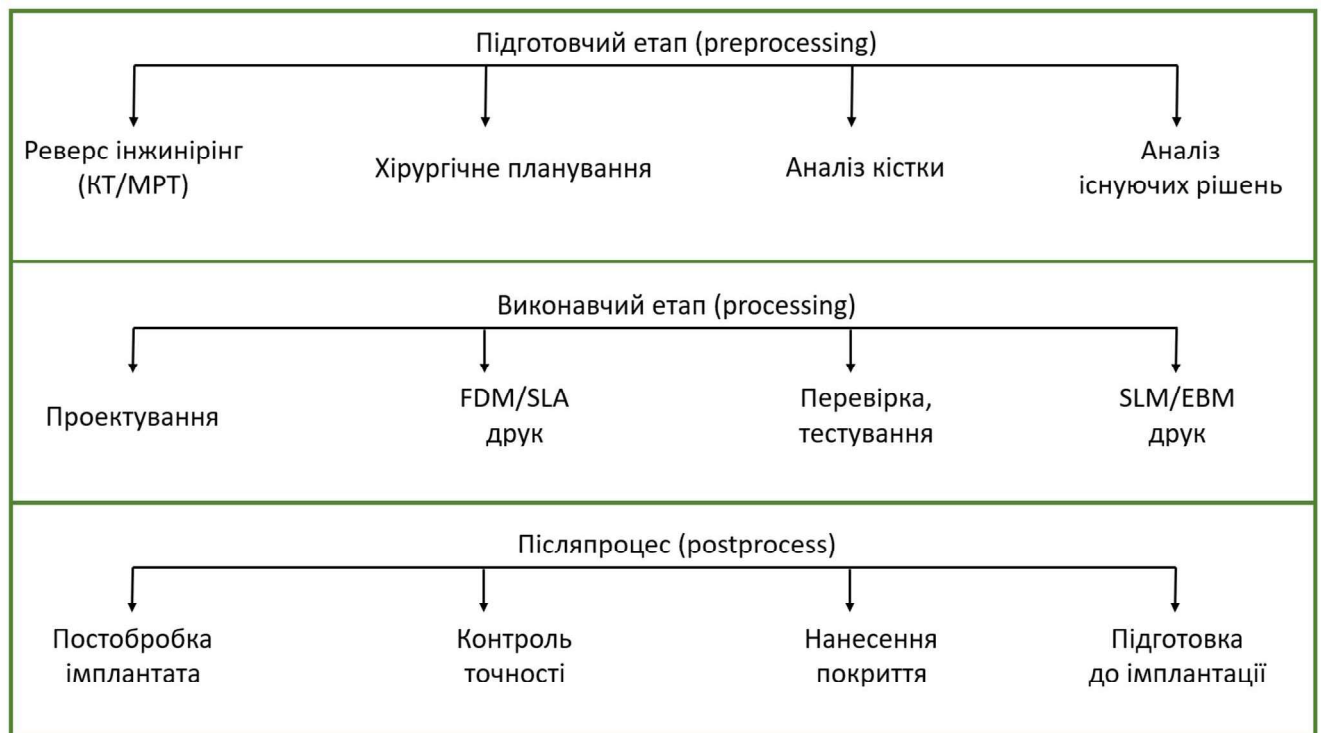 Підготовчий етап (preprocessing)
Реверс інжинірінг
(КТ/МРТ)
Хірургічне планування
Аналіз кістки
Аналіз
існуючих рішень
Виконавчий етап (processing)
Проектування
FDM/SLA
друк
Перевірка,
тестування
SLM/EBM
друк
Післяпроцес (postprocess)
Постобробка
імплантата
Контроль
точності
Нанесення
покриття
Підготовка
до імплантації